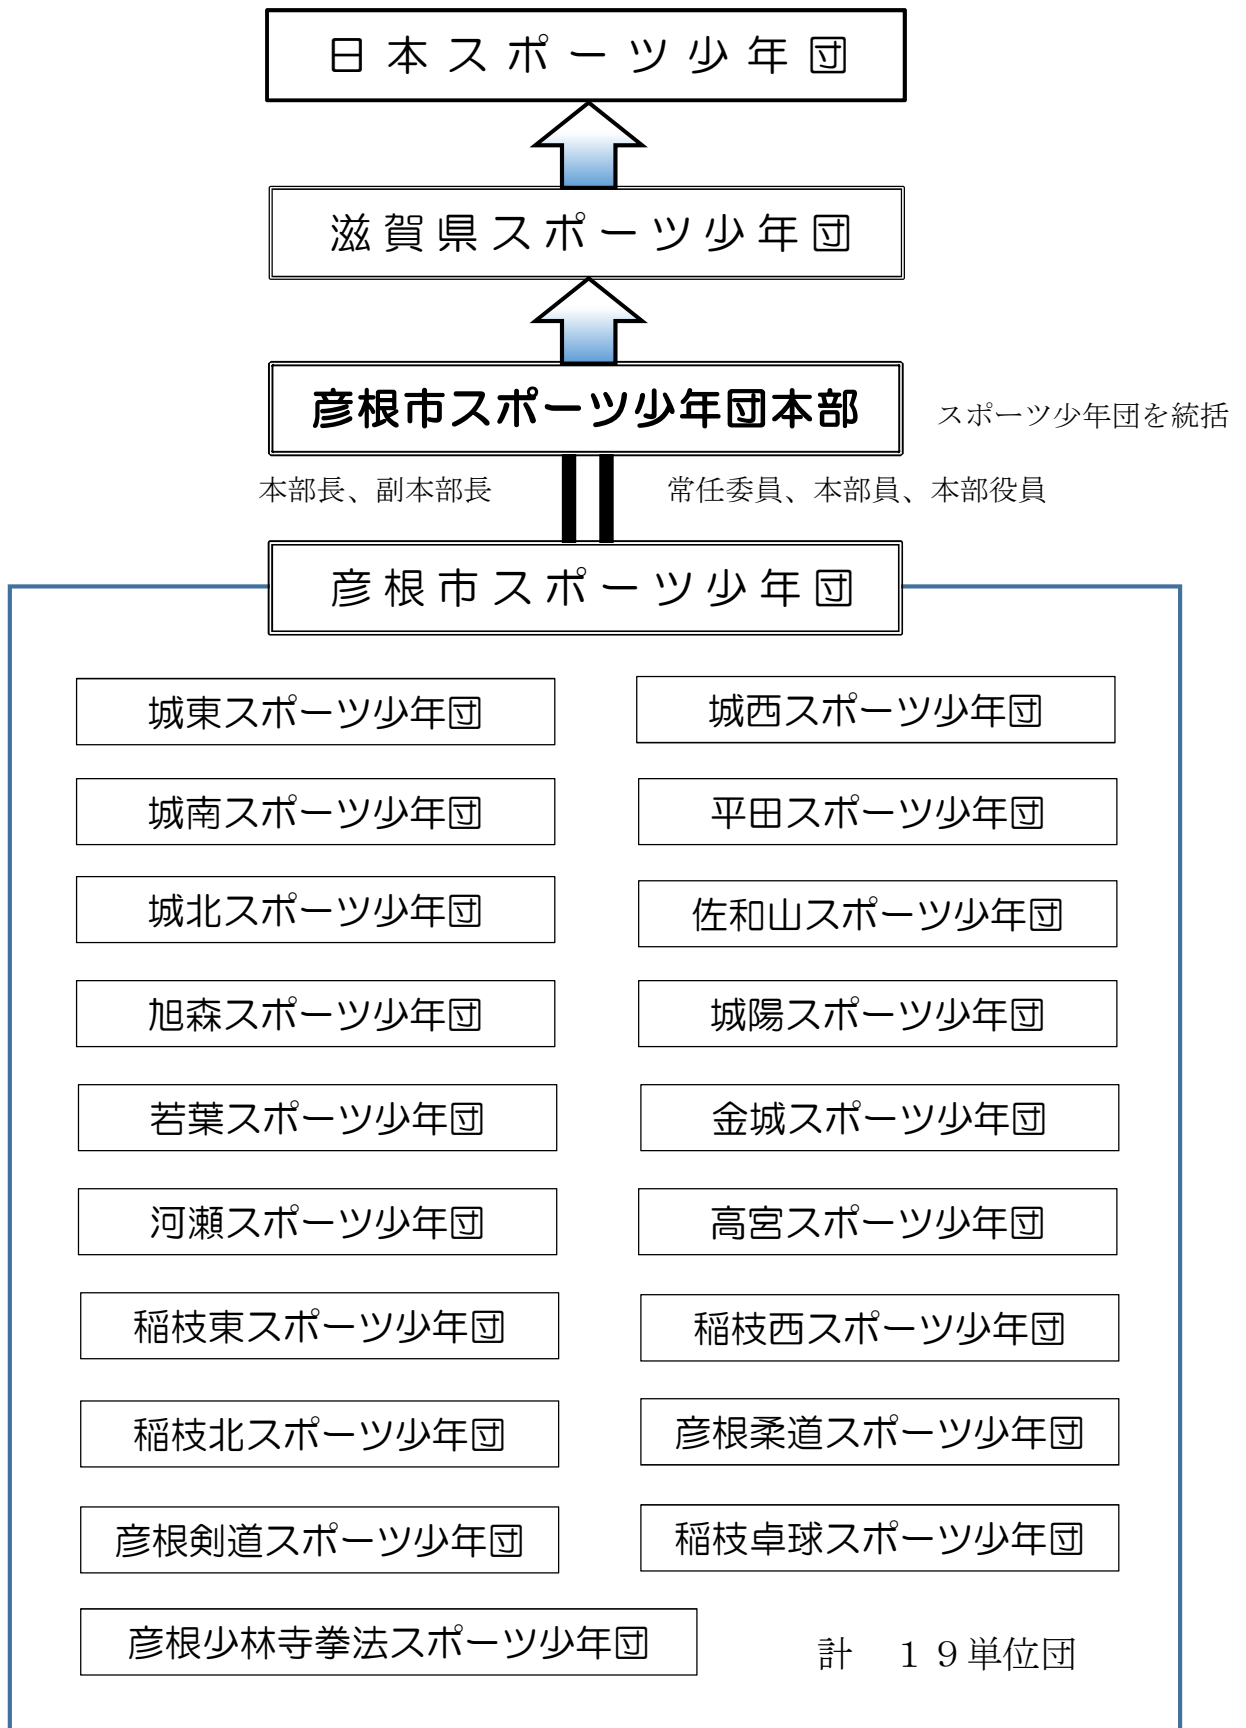 日本スポーツ少年団
滋賀県スポーツ少年団
彦根市スポーツ少年団本部
スポーツ少年団を統括
本部長、副本部長
常任委員、本部員、本部役員
彦根市スポーツ少年団
城東スポーツ少年団
城西スポーツ少年団
城南スポーツ少年団
平田スポーツ少年団
城北スポーツ少年団
佐和山スポーツ少年団
旭森スポーツ少年団
城陽スポーツ少年団
若葉スポーツ少年団
金城スポーツ少年団
河瀬スポーツ少年団
高宮スポーツ少年団
稲枝東スポーツ少年団
稲枝西スポーツ少年団
稲枝北スポーツ少年団
彦根柔道スポーツ少年団
彦根剣道スポーツ少年団
稲枝卓球スポーツ少年団
彦根少林寺拳法スポーツ少年団
計　１９単位団